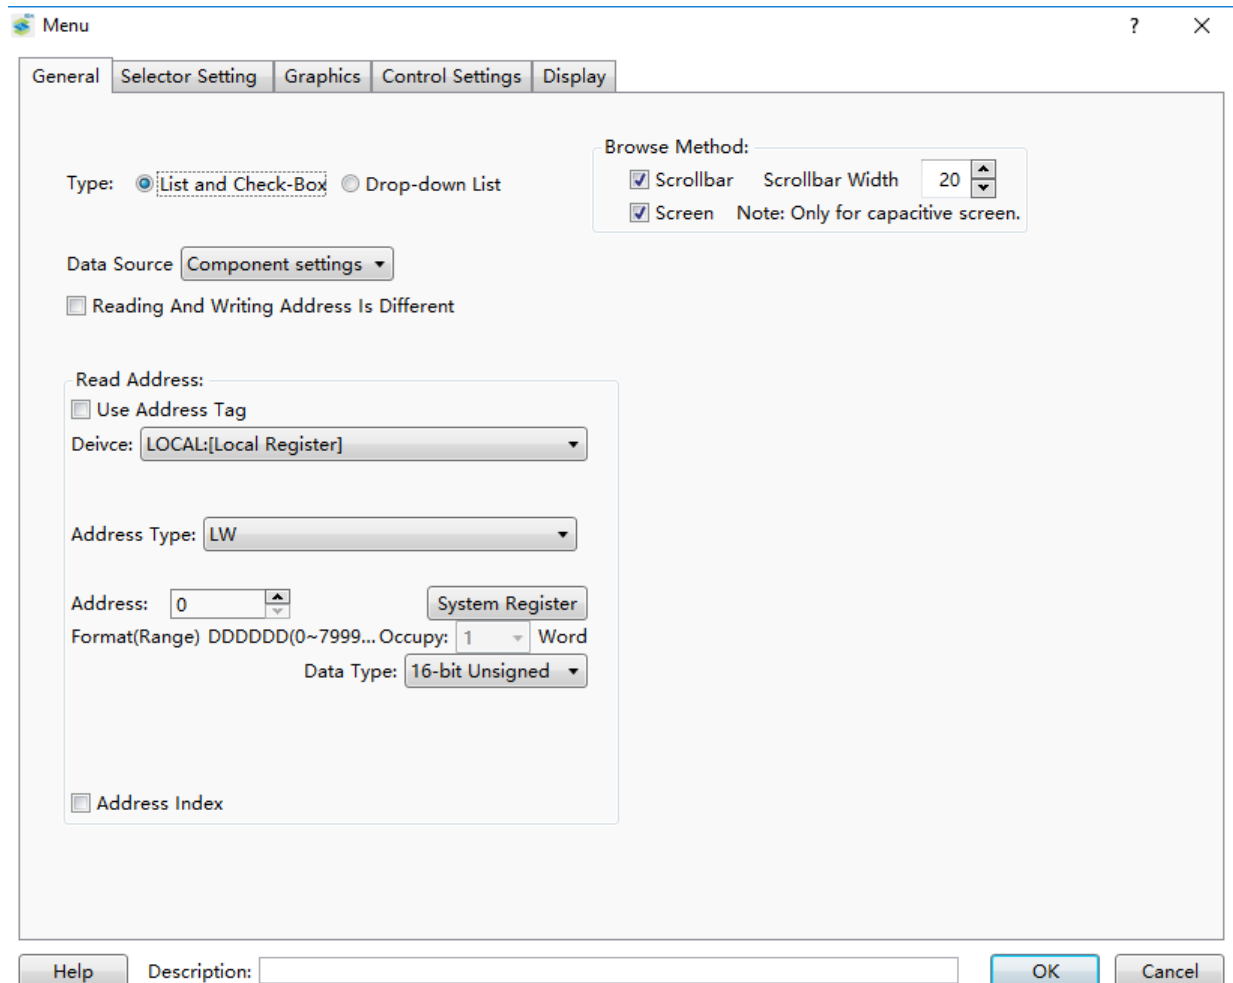 Menu
?
General Selector Setting Graphics Control Settings Display
Browse Method:
Type: List and Check-Box Drop-down List
Scrollbar Scrollbar Width 20
Screen Note: Only for capacitive screen.
Data Source Component settings
Reading And Writing Address Is Different
Read Address:
Use Address Tag
Deivce: LOCAL:[Local Register]
Address Type: LW
Address: 0 System Register
Format(Range) DDDDDD(0~7999... Occupy: 1 Word
Data Type: 16-bit Unsigned
Address Index
Help Description: OK Cancel